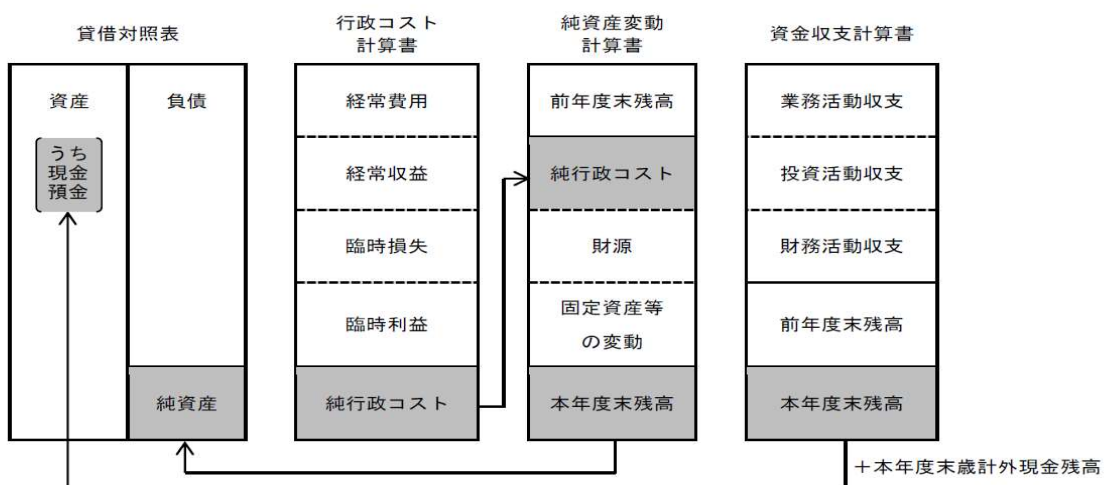 貸借対照表
資産
うち
現金
預金
負債
純資産
行政コスト
計算書
経常費用
経常収益
臨時損失
臨時利益
純行政コスト
純資産変動
計算書
前年度末残高
純行政コスト
財源
固定資産等
の変動
本年度末残高
資金収支計算書
業務活動収支
投資活動収支
財務活動収支
前年度末残高
本年度末残高
＋本年度末歳計外現金残高